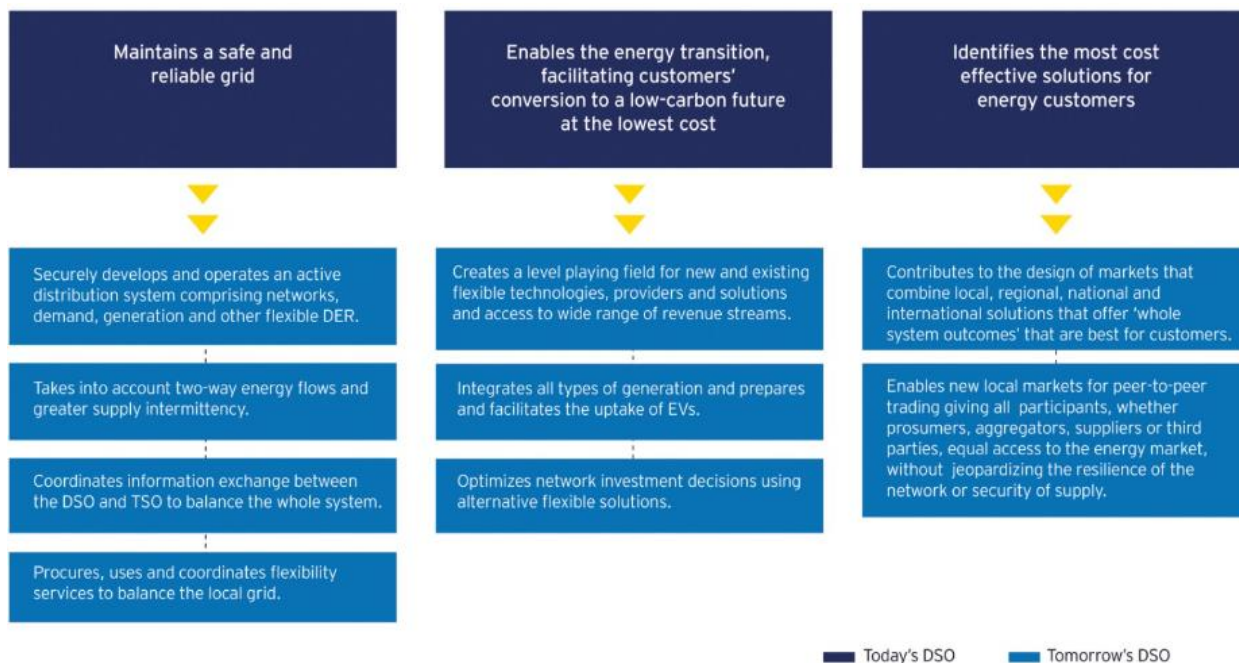 Maintains a safe and
reliable grid
Securely develops and operates an active
distribution system comprising networks,
demand, generation and other flexible DER.
Takes into account two-way energy flows and
greater supply intermittency.
Coordinates information exchange between
the DSO and TSO to balance the whole system.
Procures, uses and coordinates flexibility
services to balance the local grid.
Enables the energy transition,
facilitating customers’
conversion to a low-carbon future
at the lowest cost
Creates a level playing field for new and existing
flexible technologies, providers and solutions
and access to wide range of revenue streams.
Integrates all types of generation and prepares
and facilitates the uptake of EVs.
Optimizes network investment decisions using
alternative flexible solutions.
Identifies the most cost
effective solutions for
energy customers
Contributes to the design of markets that
combine local, regional, national and
international solutions that offer ‘whole
system outcomes’ that are best for customers.
Enables new local markets for peer-to-peer
trading giving all participants, whether
prosumers, aggregators, suppliers or third
parties, equal access to the energy market,
without jeopardizing the resilience of the
network or security of supply.
Today’s DSO
Tomorrow’s DSO